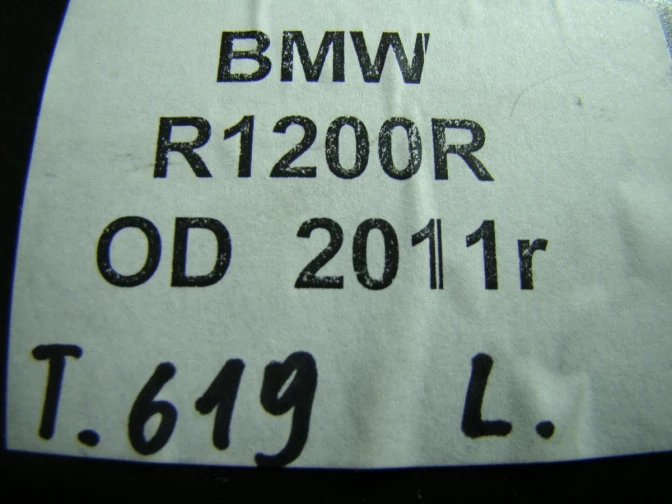 BMW
R1200R
OD 2011r
T.619 L.